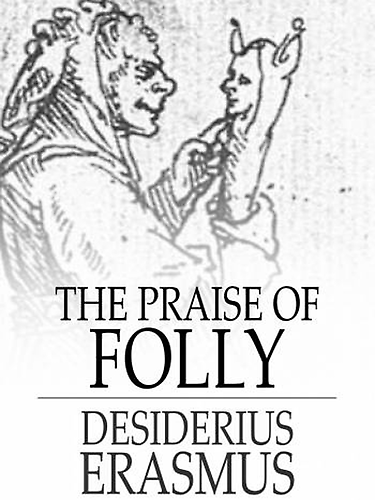 THE PRAISE OF
FOLLY
DESIDERIUS
ERASMUS